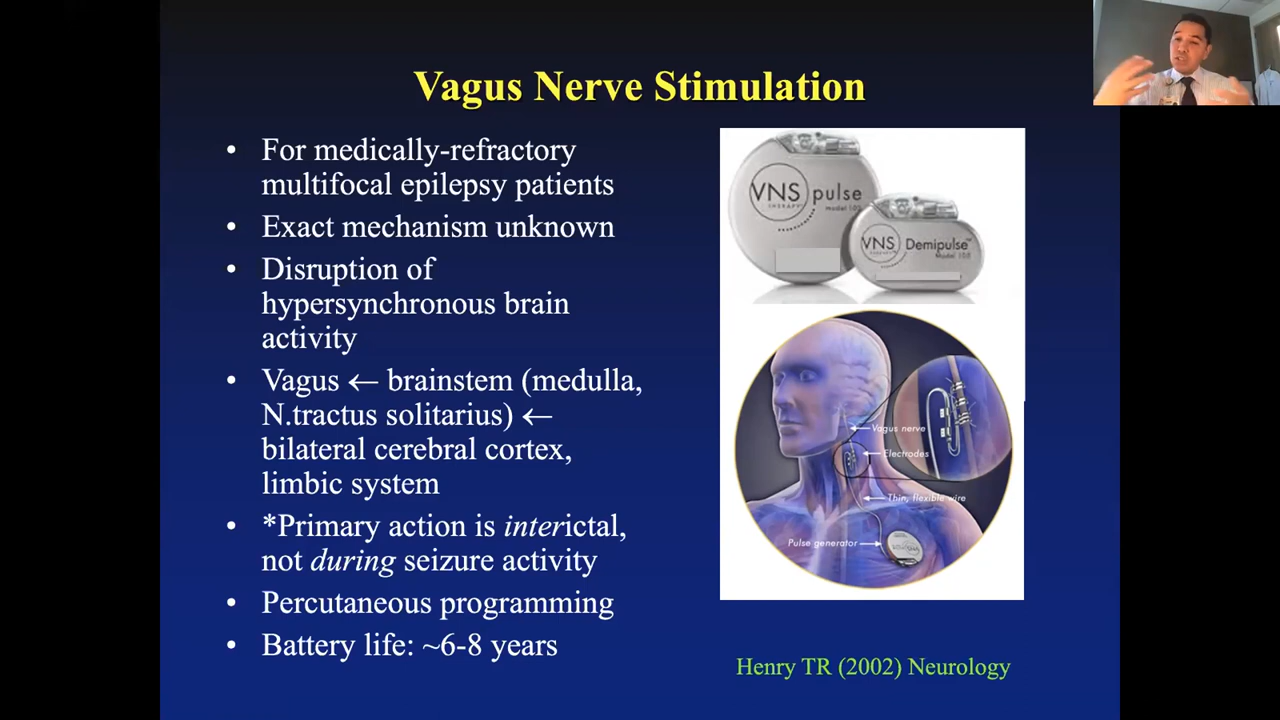 Vagus Nerve Stimulation
• For medically-refractory
multifocal epilepsy patients
• Exact mechanism unknown
• Disruption of
hypersynchronous brain
activity
• Vagus ← brainstem (medulla,
N.tractus solitarius) ←
bilateral cerebral cortex,
limbic system
• *Primary action is interictal,
not during seizure activity
• Percutaneous programming
• Battery life: ~6-8 years
VNS pulse
THERAPY
VNS Demipulse™
Vagus nerve
Electrodes
Thin, flexible wire
Pulse generator
Henry TR (2002) Neurology